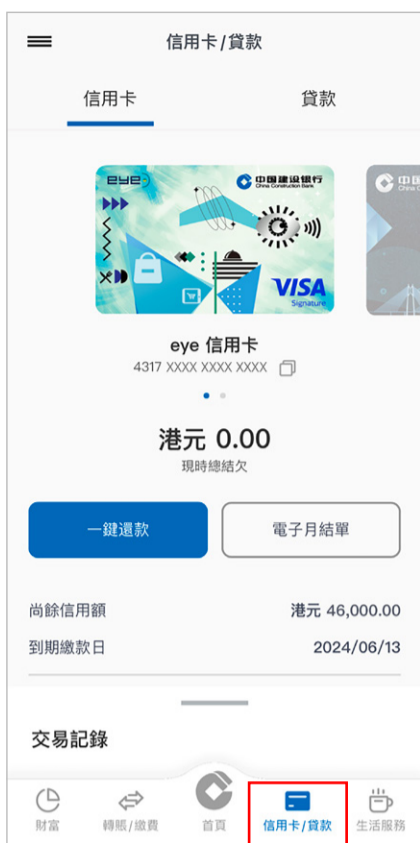 信用卡/貸款
信用卡
貸款
eye
中国建设银行
China Construction Bank
VISA
Signature
eye 信用卡
4317 XXXX XXXX XXXX
港元 0.00
現時總結欠
一鍵還款
電子月結單
尚餘信用額
港元 46,000.00
到期繳款日
2024/06/13
交易記錄
財富
轉賬/繳費
首頁
信用卡/貸款
生活服務